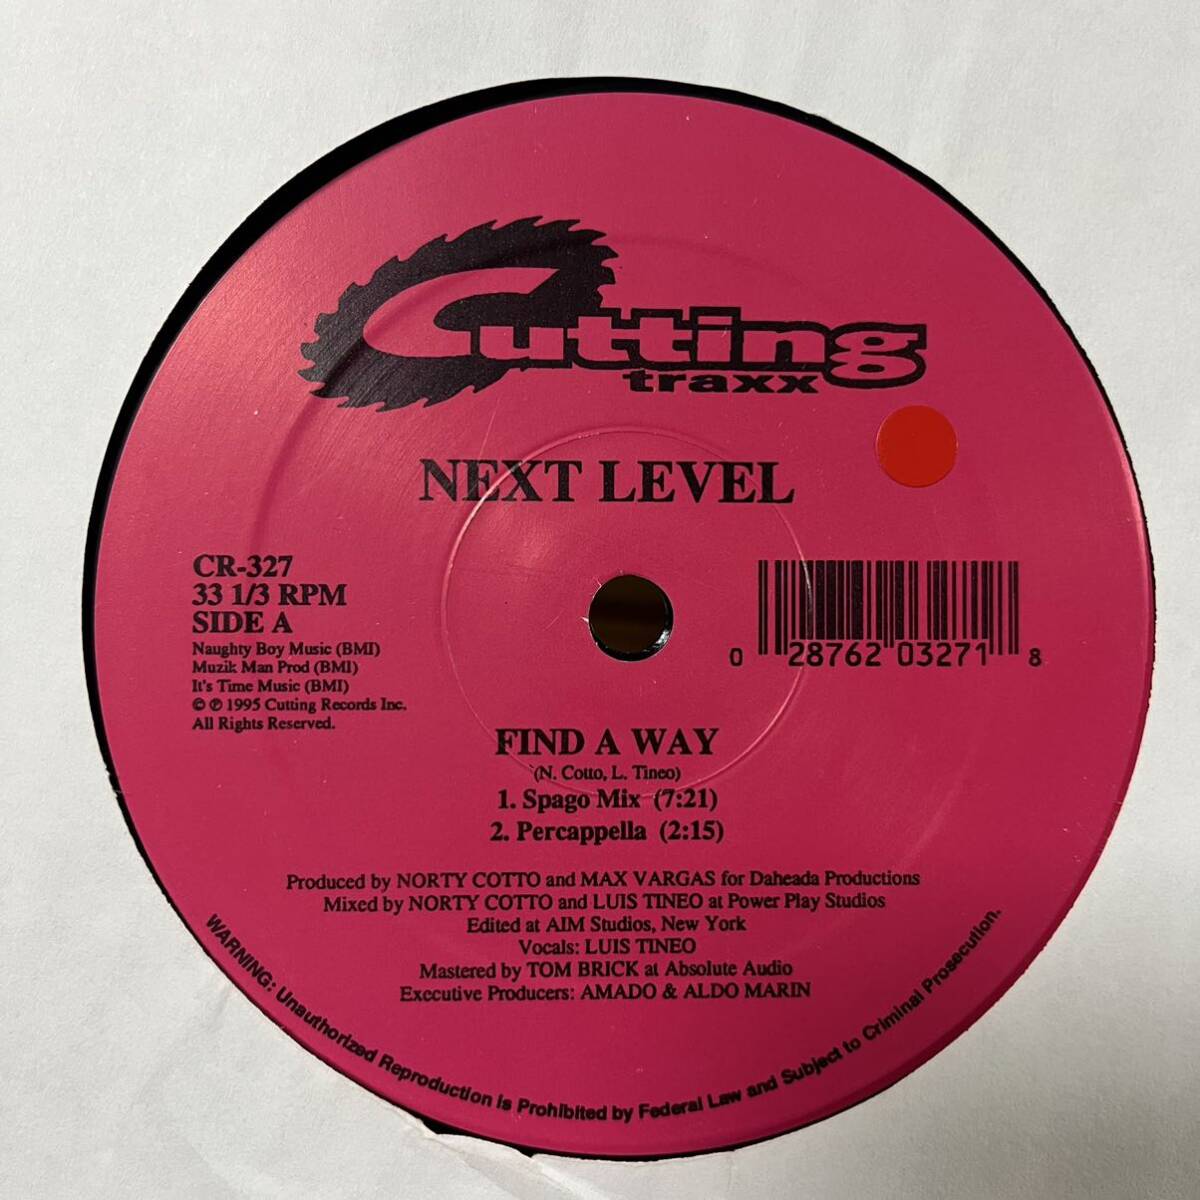 Cutting
traxx
NEXT LEVEL
CR-327
33 1/3 RPM
SIDE A
Naughty Boy Music (BMI)
Muzik Man Prod (BMI)
It's Time Music (BMI)
© ℗ 1995 Cutting Records Inc.
All Rights Reserved.
0 28762 03271 8
FIND A WAY
(N. Cotto, L. Tineo)
1. Spago Mix (7:21)
2. Percappella (2:15)
Produced by NORTY COTTO and MAX VARGAS for Daheada Productions
Mixed by NORTY COTTO and LUIS TINEO at Power Play Studios
Edited at AIM Studios, New York
Vocals: LUIS TINEO
Mastered by TOM BRICK at Absolute Audio
Executive Producers: AMADO & ALDO MARIN
WARNING: Unauthorized Reproduction is Prohibited by Federal Law and Subject to Criminal Prosecution.